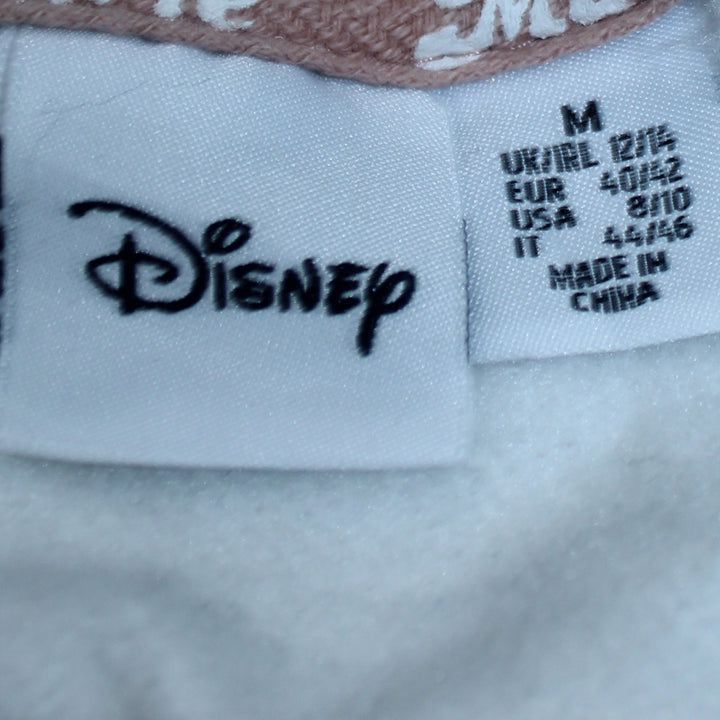 Disney
M
UK/IRL 12/14
EUR 40/42
USA 8/10
IT 44/46
MADE IN
CHINA